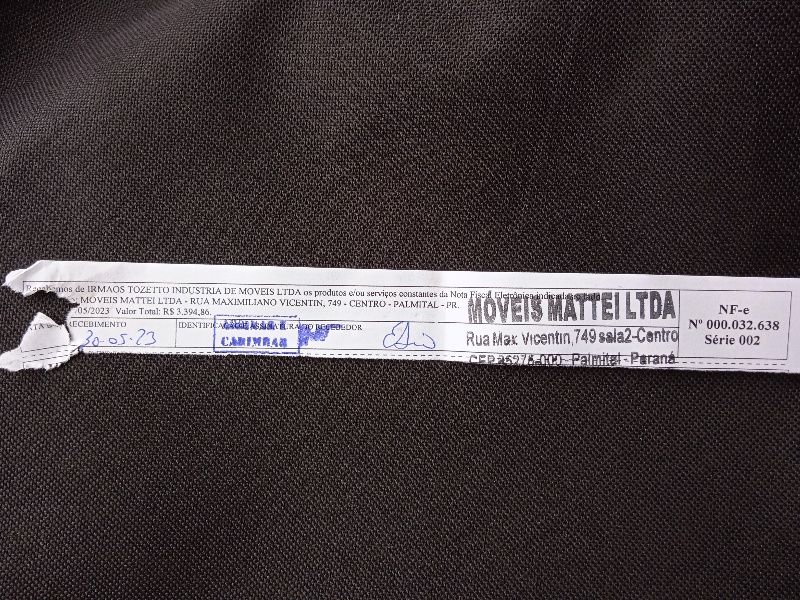 Recebemos de IRMAOS TOZETTO INDUSTRIA DE MOVEIS LTDA os produtos e/ou serviços constantes da Nota Fiscal Eletrônica indicada ao lado
MOVEIS MATTEI LTDA - RUA MAXIMILIANO VICENTIN, 749 - CENTRO - PALMITAL - PR.
/05/2023 Valor Total: R$ 3.394,86.
RECEBIMENTO
30-05-23
IDENTIFICAÇÃO E ASSINATURA DO RECEBEDOR
CARIMBAR
MOVEIS MATTEI LTDA
Rua Max Vicentin,749 sala2-Centro
Palmital - Paraná
NF-e
Nº 000.032.638
Série 002